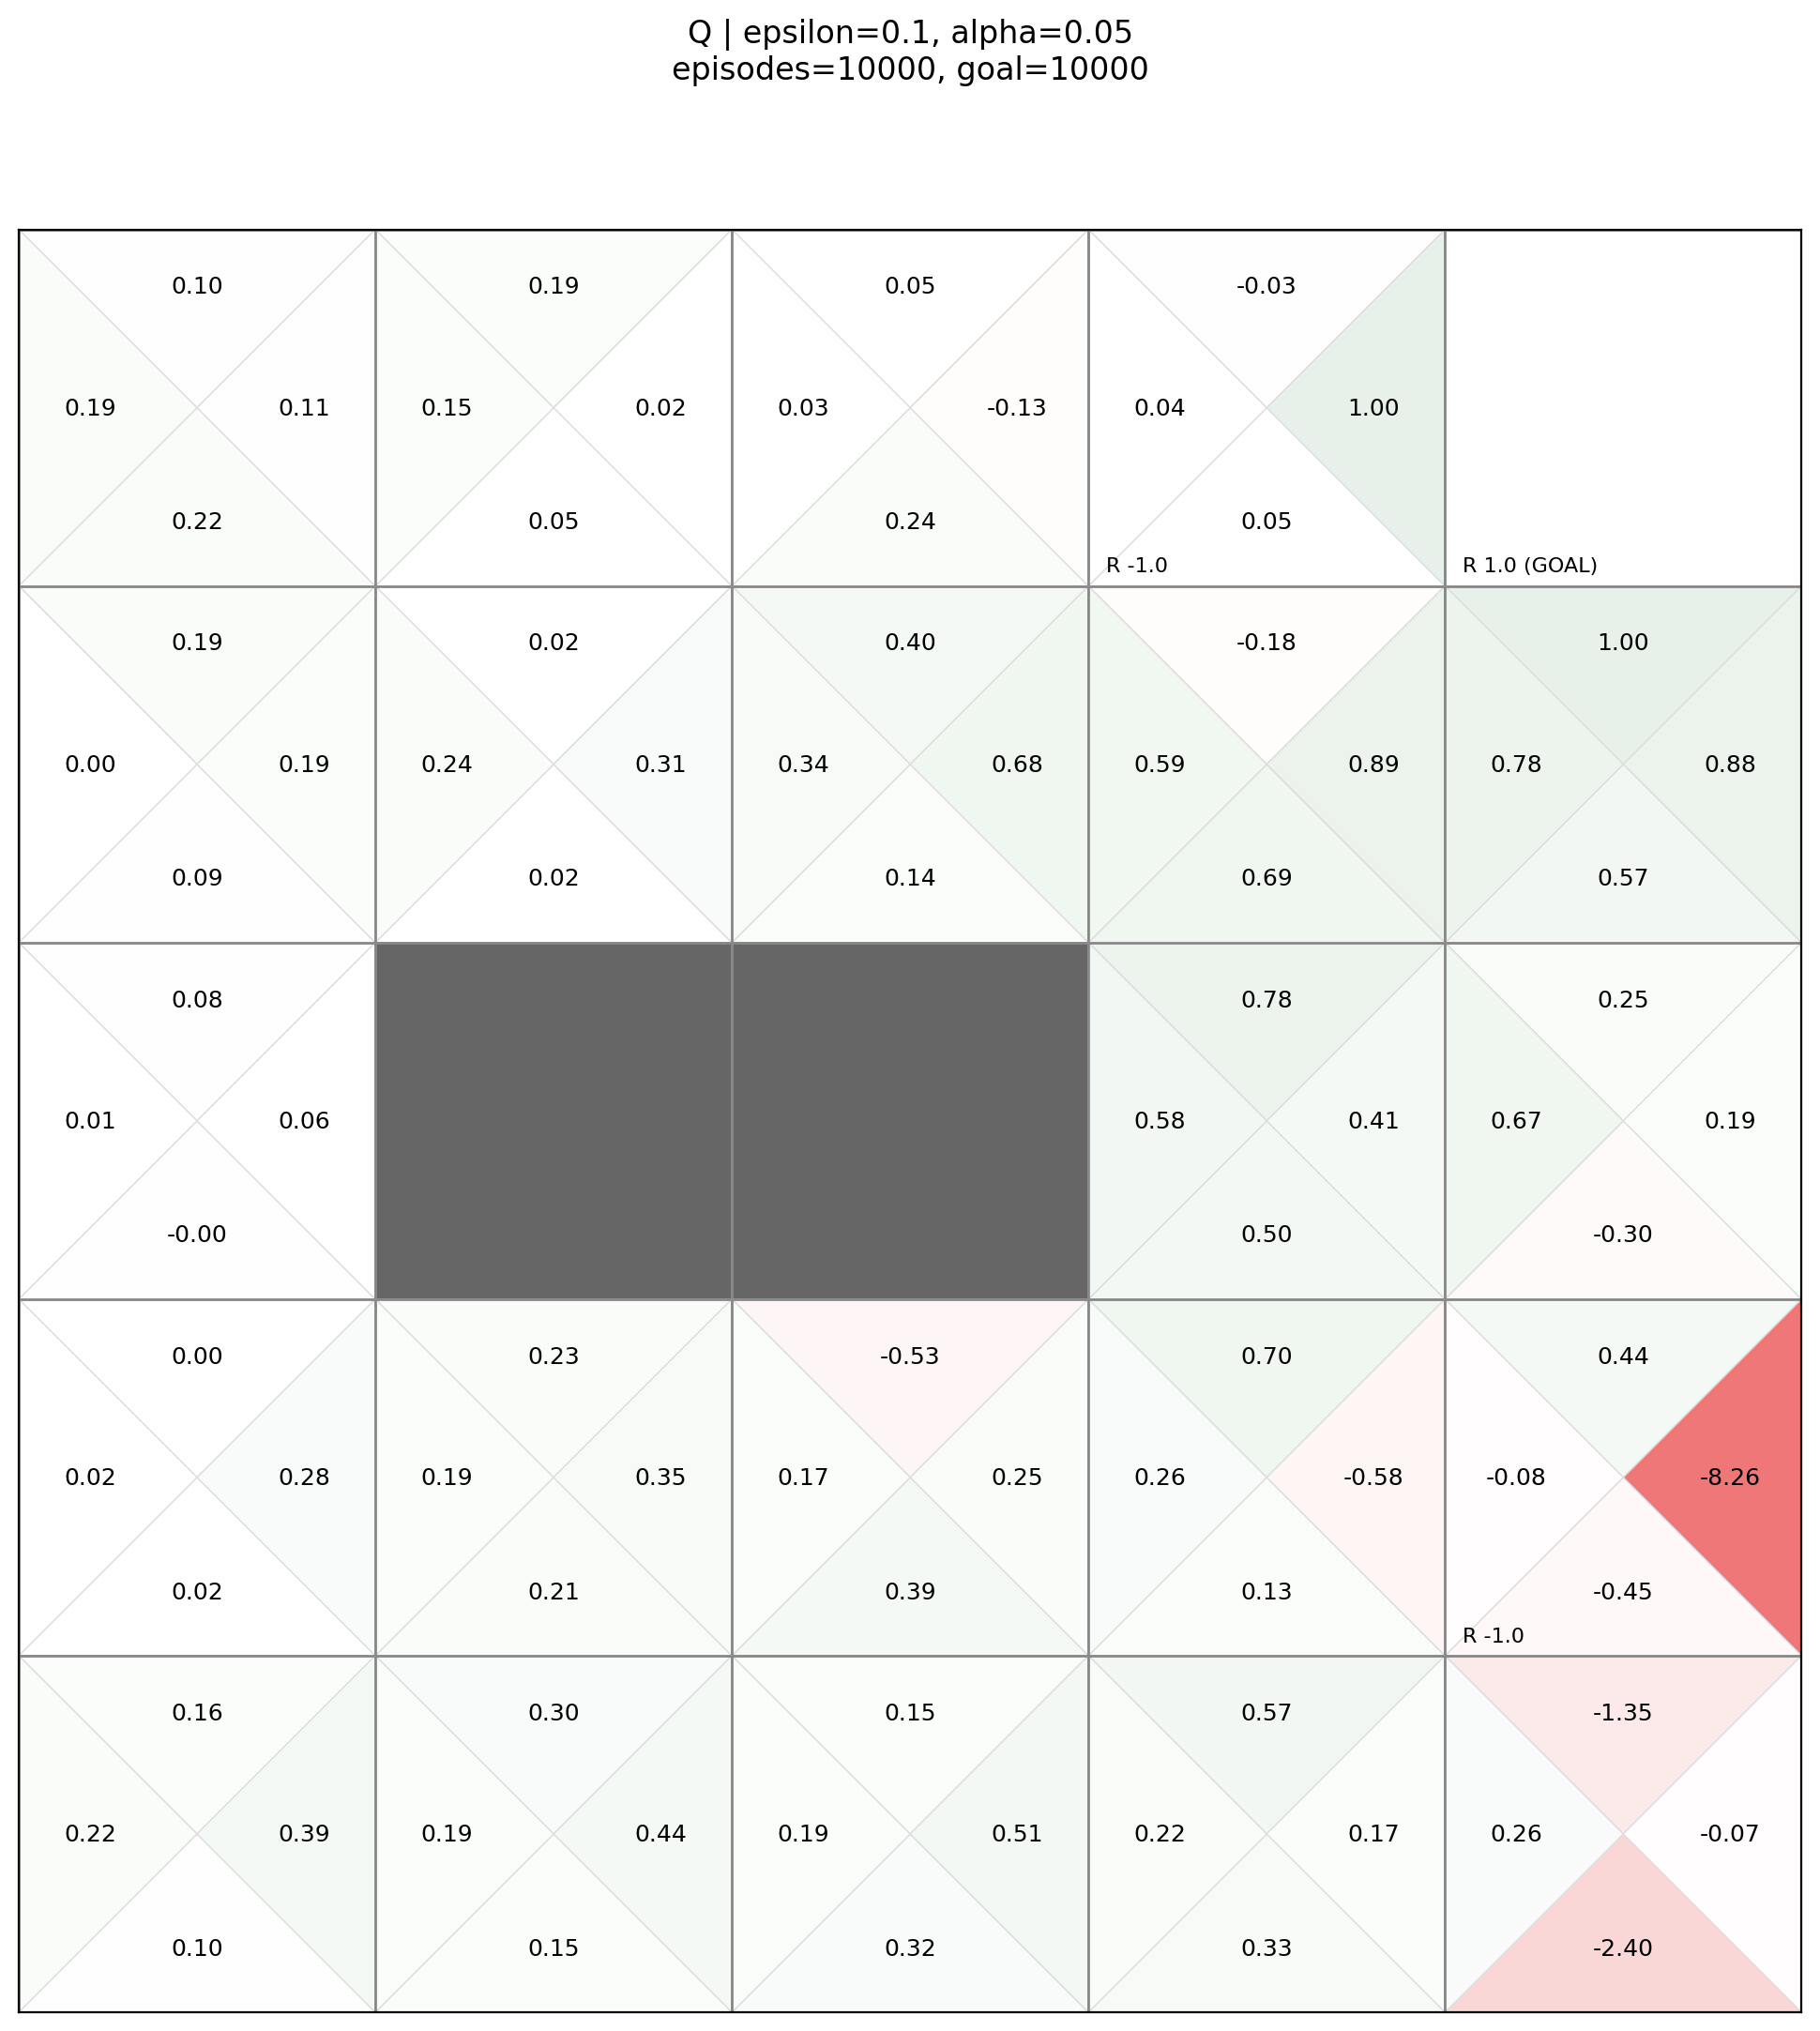 Q | epsilon=0.1, alpha=0.05
episodes=10000, goal=10000
0.10 0.19 0.05 -0.03
0.19 0.11 0.15 0.02 0.03 -0.13 0.04 1.00
0.22 0.05 0.24 0.05
R -1.0 R 1.0 (GOAL)
0.19 0.02 0.40 -0.18 1.00
0.00 0.19 0.24 0.31 0.34 0.68 0.59 0.89 0.78 0.88
0.09 0.02 0.14 0.69 0.57
0.08 0.78 0.25
0.01 0.06 0.58 0.41 0.67 0.19
-0.00 0.50 -0.30
0.00 0.23 -0.53 0.70 0.44
0.02 0.28 0.19 0.35 0.17 0.25 0.26 -0.58 -0.08 -8.26
0.02 0.21 0.39 0.13 -0.45
R -1.0
0.16 0.30 0.15 0.57 -1.35
0.22 0.39 0.19 0.44 0.19 0.51 0.22 0.17 0.26 -0.07
0.10 0.15 0.32 0.33 -2.40